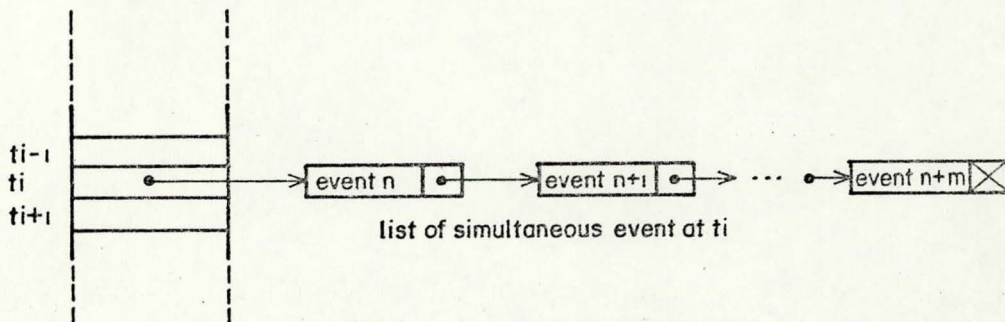 ti-1
ti
ti+1
event n
event n+1
...
event n+m
list of simultaneous event at ti